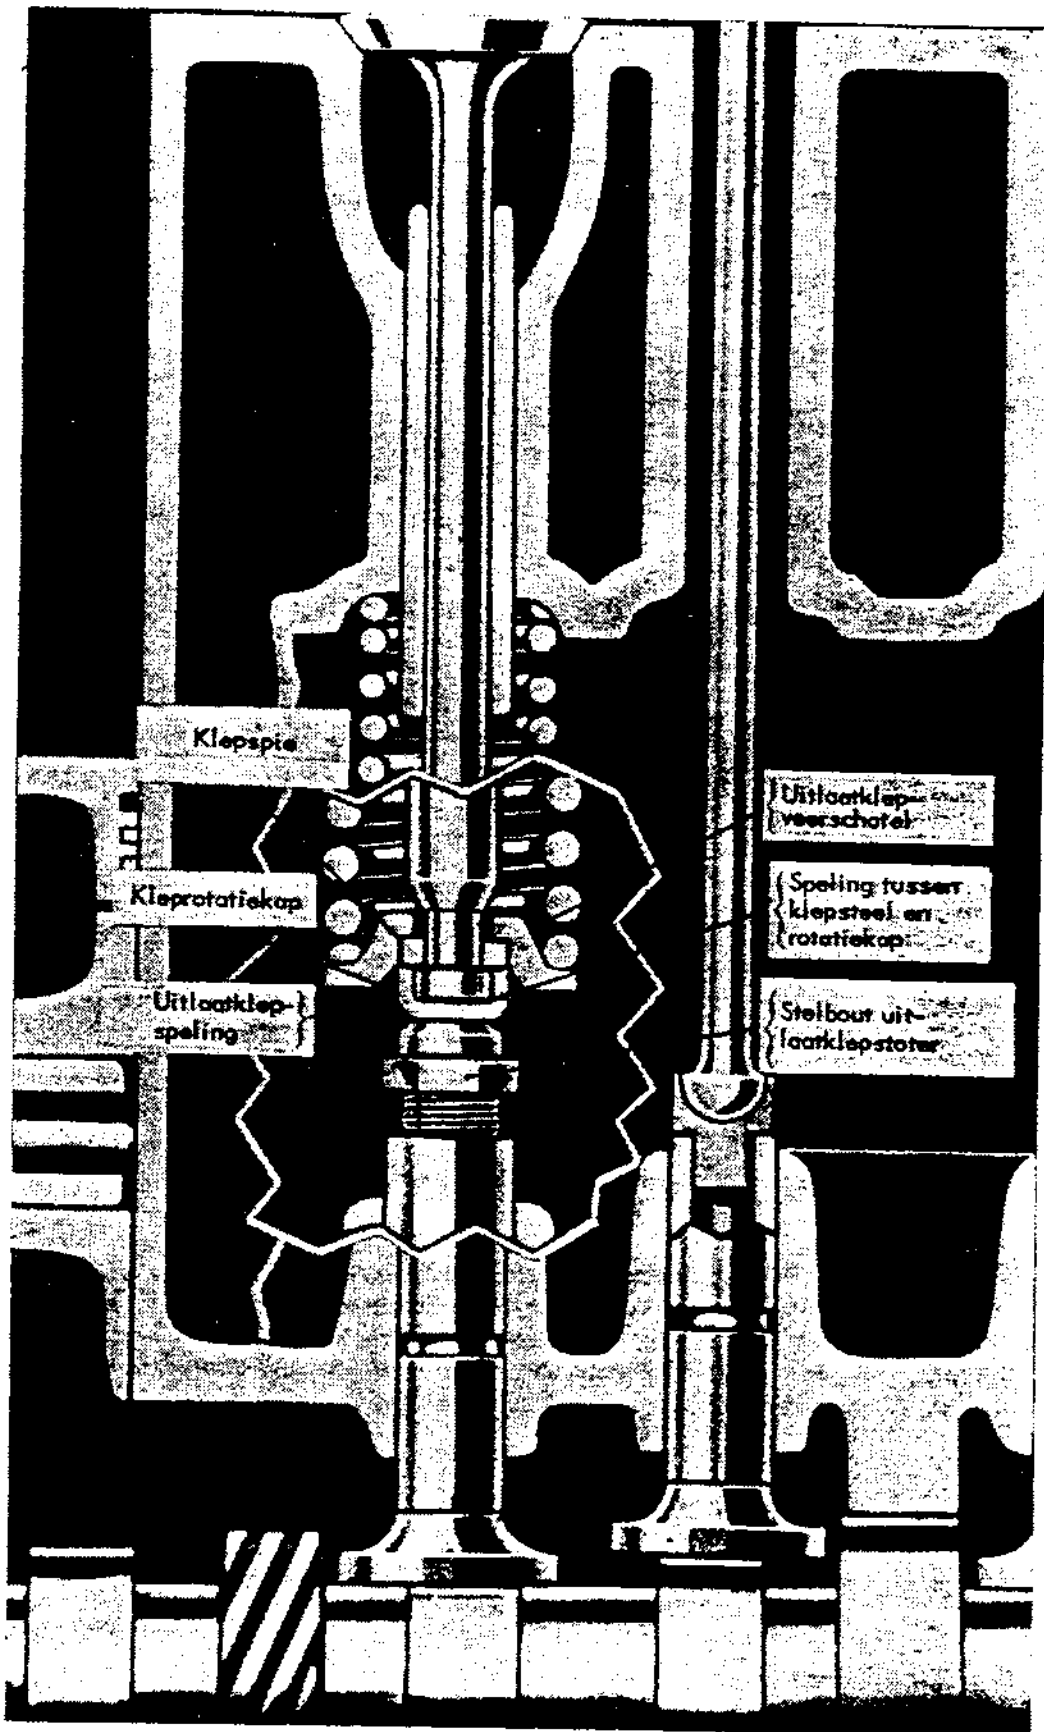 Klepspie
Kleprotatiekap
Uitlaatklep-
speling
Uitlaatklep-
veerschotel
Speling tussen
klepsteel en
rotatiekap
Stelbout uit-
laatklepstoter